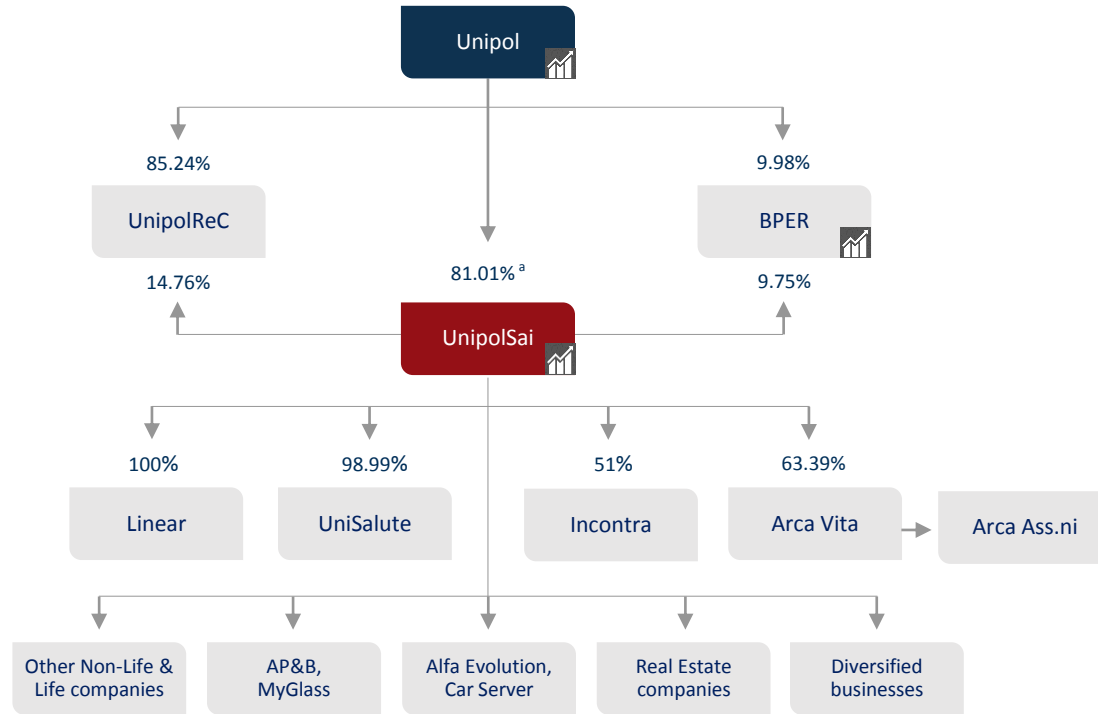 Unipol
85.24%
9.98%
UnipolReC
BPER
14.76%
81.01% a
9.75%
UnipolSai
100%
98.99%
51%
63.39%
Linear
UniSalute
Incontra
Arca Vita
Arca Ass.ni
Other Non-Life &
Life companies
AP&B,
MyGlass
Alfa Evolution,
Car Server
Real Estate
companies
Diversified
businesses